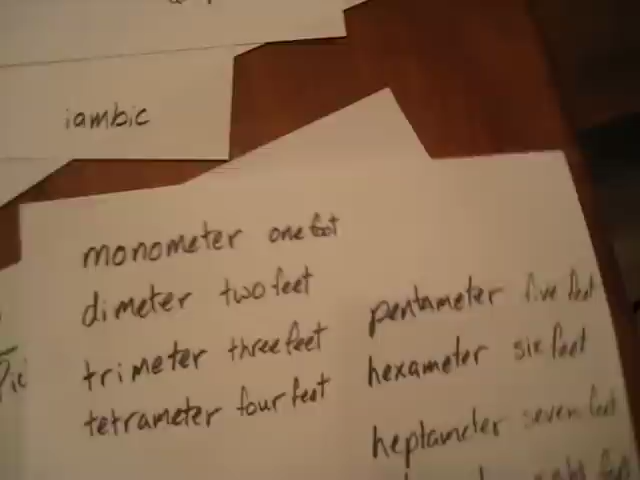 iambic
monometer one foot
dimeter two feet
trimeter three feet
tetrameter four feet
pentameter five feet
hexameter six feet
heptameter seven feet